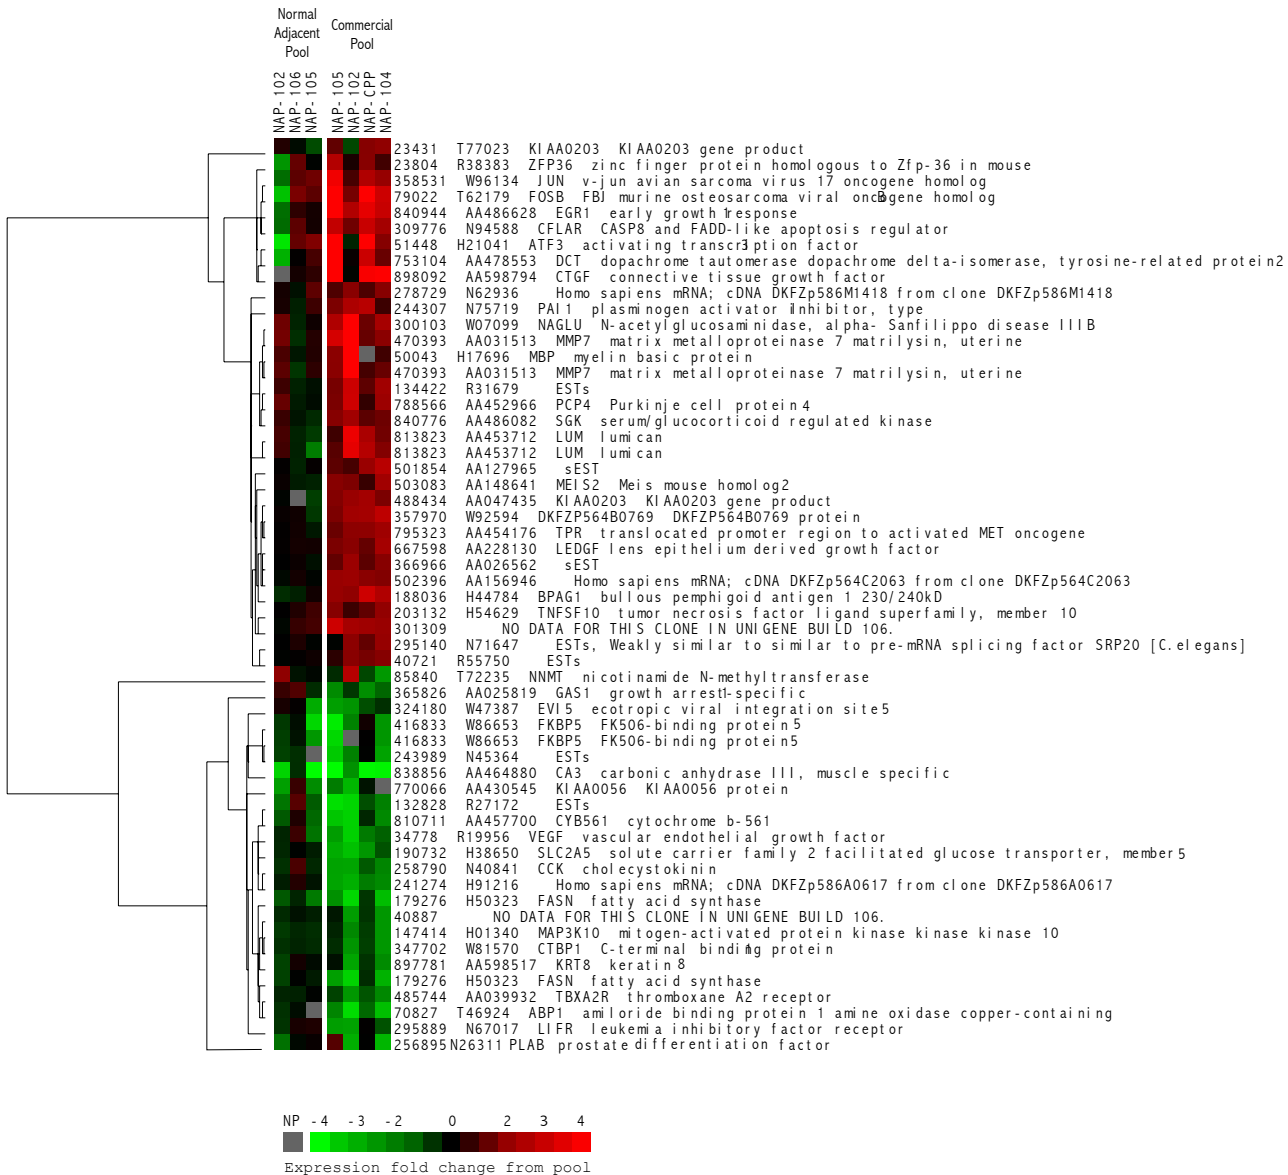 Normal
Adjacent
Pool
Commercial
Pool
NAP-102
NAP-106
NAP-105
NAP-105
NAP-102
NAP-CPP
NAP-104
23431 T77023 KIAA0203 KIAA0203 gene product
23804 R38383 ZFP36 zinc finger protein homologous to Zfp-36 in mouse
358531 W96134 JUN v-jun avian sarcoma virus 17 oncogene homolog
79022 T62179 FOSB FBJ murine osteosarcoma viral oncogene homolog B
840944 AA486628 EGR1 early growth response 1
309776 N94588 CFLAR CASP8 and FADD-like apoptosis regulator
51448 H21041 ATF3 activating transcription factor 3
753104 AA478553 DCT dopachrome tautomerase dopachrome delta-isomerase, tyrosine-related protein2
898092 AA598794 CTGF connective tissue growth factor
278729 N62936 Homo sapiens mRNA; cDNA DKFZp586M1418 from clone DKFZp586M1418
244307 N75719 PAI1 plasminogen activator inhibitor, type 1
300103 W07099 NAGLU N-acetylglucosaminidase, alpha- Sanfilippo disease IIIB
470393 AA031513 MMP7 matrix metalloproteinase 7 matrilysin, uterine
50043 H17696 MBP myelin basic protein
470393 AA031513 MMP7 matrix metalloproteinase 7 matrilysin, uterine
134422 R31679 ESTs
788566 AA452966 PCP4 Purkinje cell protein 4
840776 AA486082 SGK serum/glucocorticoid regulated kinase
813823 AA453712 LUM lumican
813823 AA453712 LUM lumican
501854 AA127965 sEST
503083 AA148641 MEIS2 Meis mouse homolog2
488434 AA047435 KIAA0203 KIAA0203 gene product
357970 W92594 DKFZP564B0769 DKFZP564B0769 protein
795323 AA454176 TPR translocated promoter region to activated MET oncogene
667598 AA228130 LEDGF lens epithelium derived growth factor
366966 AA026562 sEST
502396 AA156946 Homo sapiens mRNA; cDNA DKFZp564C2063 from clone DKFZp564C2063
188036 H44784 BPAG1 bullous pemphigoid antigen 1 230/240kD
203132 H54629 TNFSF10 tumor necrosis factor ligand superfamily, member 10
301309 NO DATA FOR THIS CLONE IN UNIGENE BUILD 106.
295140 N71647 ESTs, Weakly similar to similar to pre-mRNA splicing factor SRP20 [C.elegans]
40721 R55750 ESTs
85840 T72235 NNMT nicotinamide N-methyltransferase
365826 AA025819 GAS1 growth arrest-specific 1
324180 W47387 EVI5 ecotropic viral integration site 5
416833 W86653 FKBP5 FK506-binding protein 5
416833 W86653 FKBP5 FK506-binding protein5
243989 N45364 ESTs
838856 AA464880 CA3 carbonic anhydrase III, muscle specific
770066 AA430545 KIAA0056 KIAA0056 protein
132828 R27172 ESTs
810711 AA457700 CYB561 cytochrome b-561
34778 R19956 VEGF vascular endothelial growth factor
190732 H38650 SLC2A5 solute carrier family 2 facilitated glucose transporter, member 5
258790 N40841 CCK cholecystokinin
241274 H91216 Homo sapiens mRNA; cDNA DKFZp586A0617 from clone DKFZp586A0617
179276 H50323 FASN fatty acid synthase
40887 NO DATA FOR THIS CLONE IN UNIGENE BUILD 106.
147414 H01340 MAP3K10 mitogen-activated protein kinase kinase kinase 10
347702 W81570 CTBP1 C-terminal binding protein 1
897781 AA598517 KRT8 keratin 8
179276 H50323 FASN fatty acid synthase
485744 AA039932 TBXA2R thromboxane A2 receptor
70827 T46924 ABP1 amiloride binding protein 1 amine oxidase copper-containing
295889 N67017 LIFR leukemia inhibitory factor receptor
256895 N26311 PLAB prostate differentiation factor
NP -4 -3 -2 0 2 3 4
Expression fold change from pool